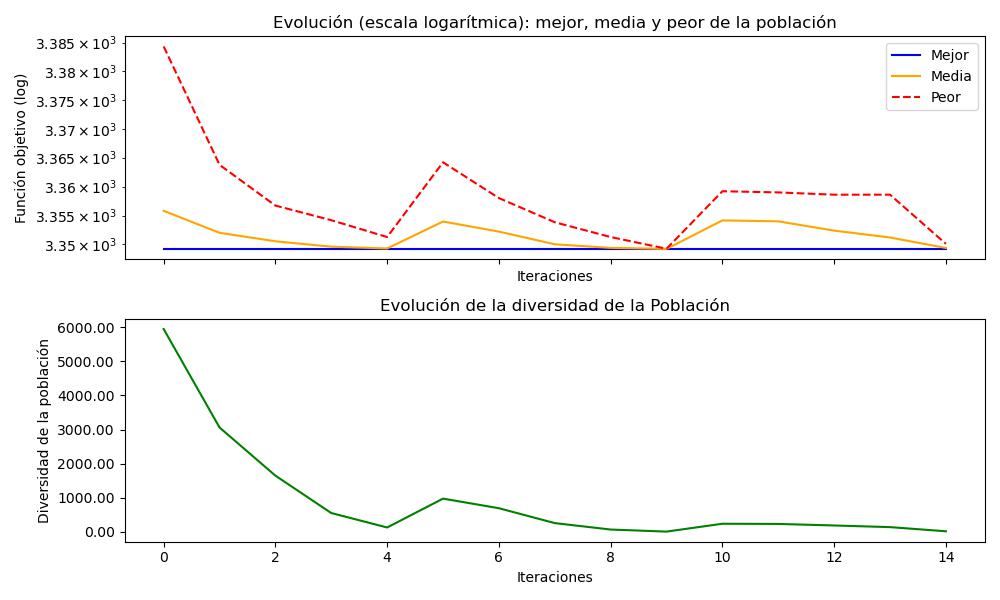 Evolución (escala logarítmica): mejor, media y peor de la población
Función objetivo (log)
3.385 × 10³
3.38 × 10³
3.375 × 10³
3.37 × 10³
3.365 × 10³
3.36 × 10³
3.355 × 10³
3.35 × 10³
Mejor
Media
Peor
Iteraciones
Evolución de la diversidad de la Población
Diversidad de la población
6000.00
5000.00
4000.00
3000.00
2000.00
1000.00
0.00
0 2 4 6 8 10 12 14
Iteraciones